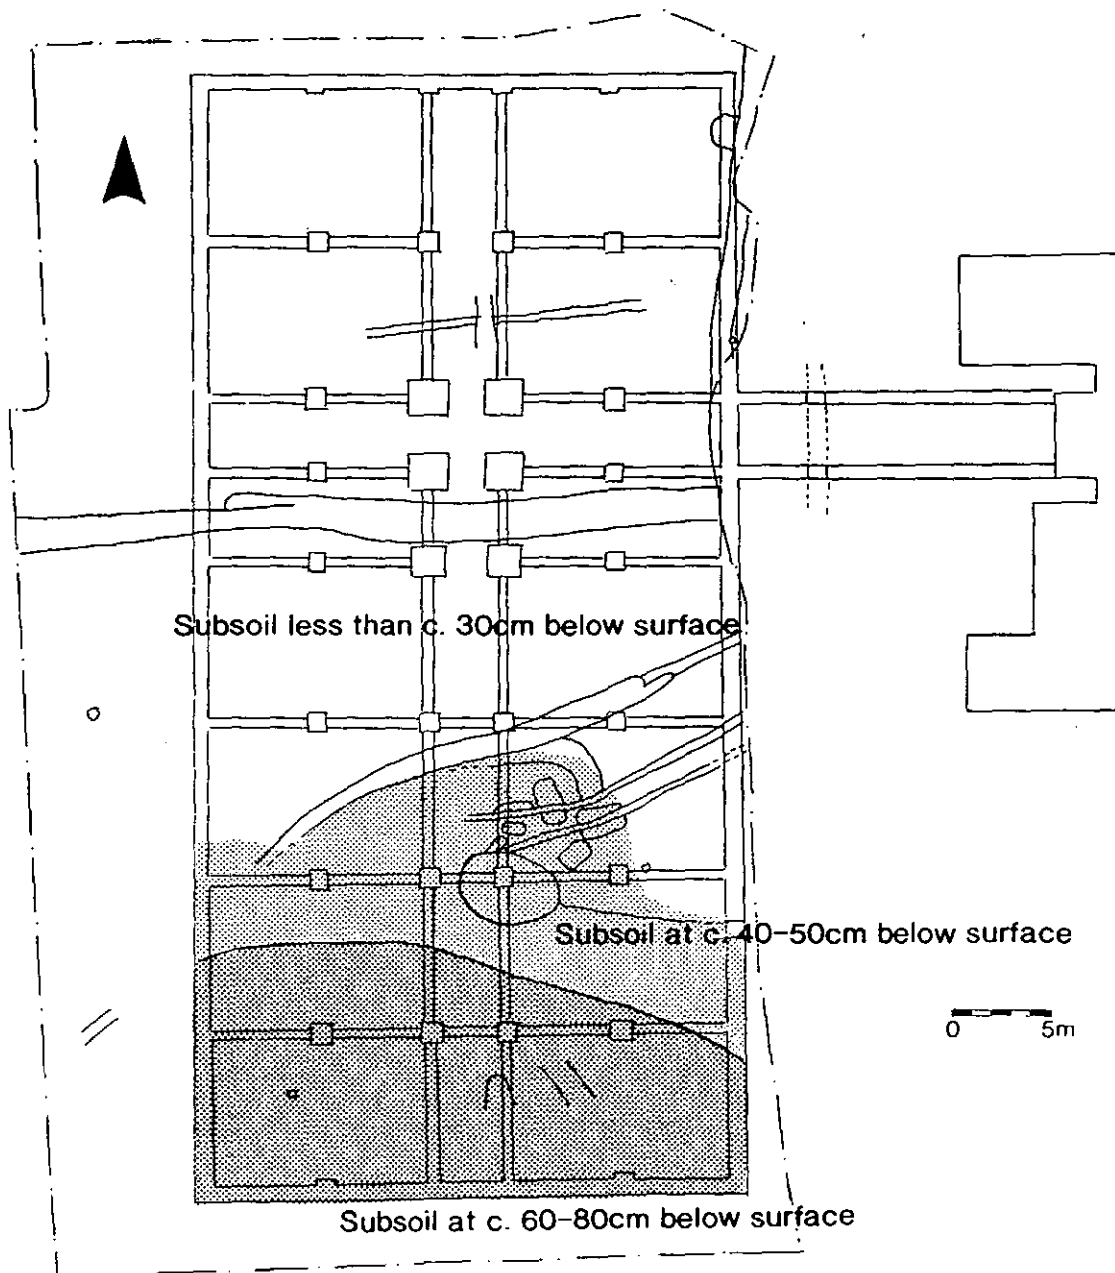 Subsoil less than c. 30cm below surface
Subsoil at c. 40-50cm below surface
0 5m
Subsoil at c. 60-80cm below surface